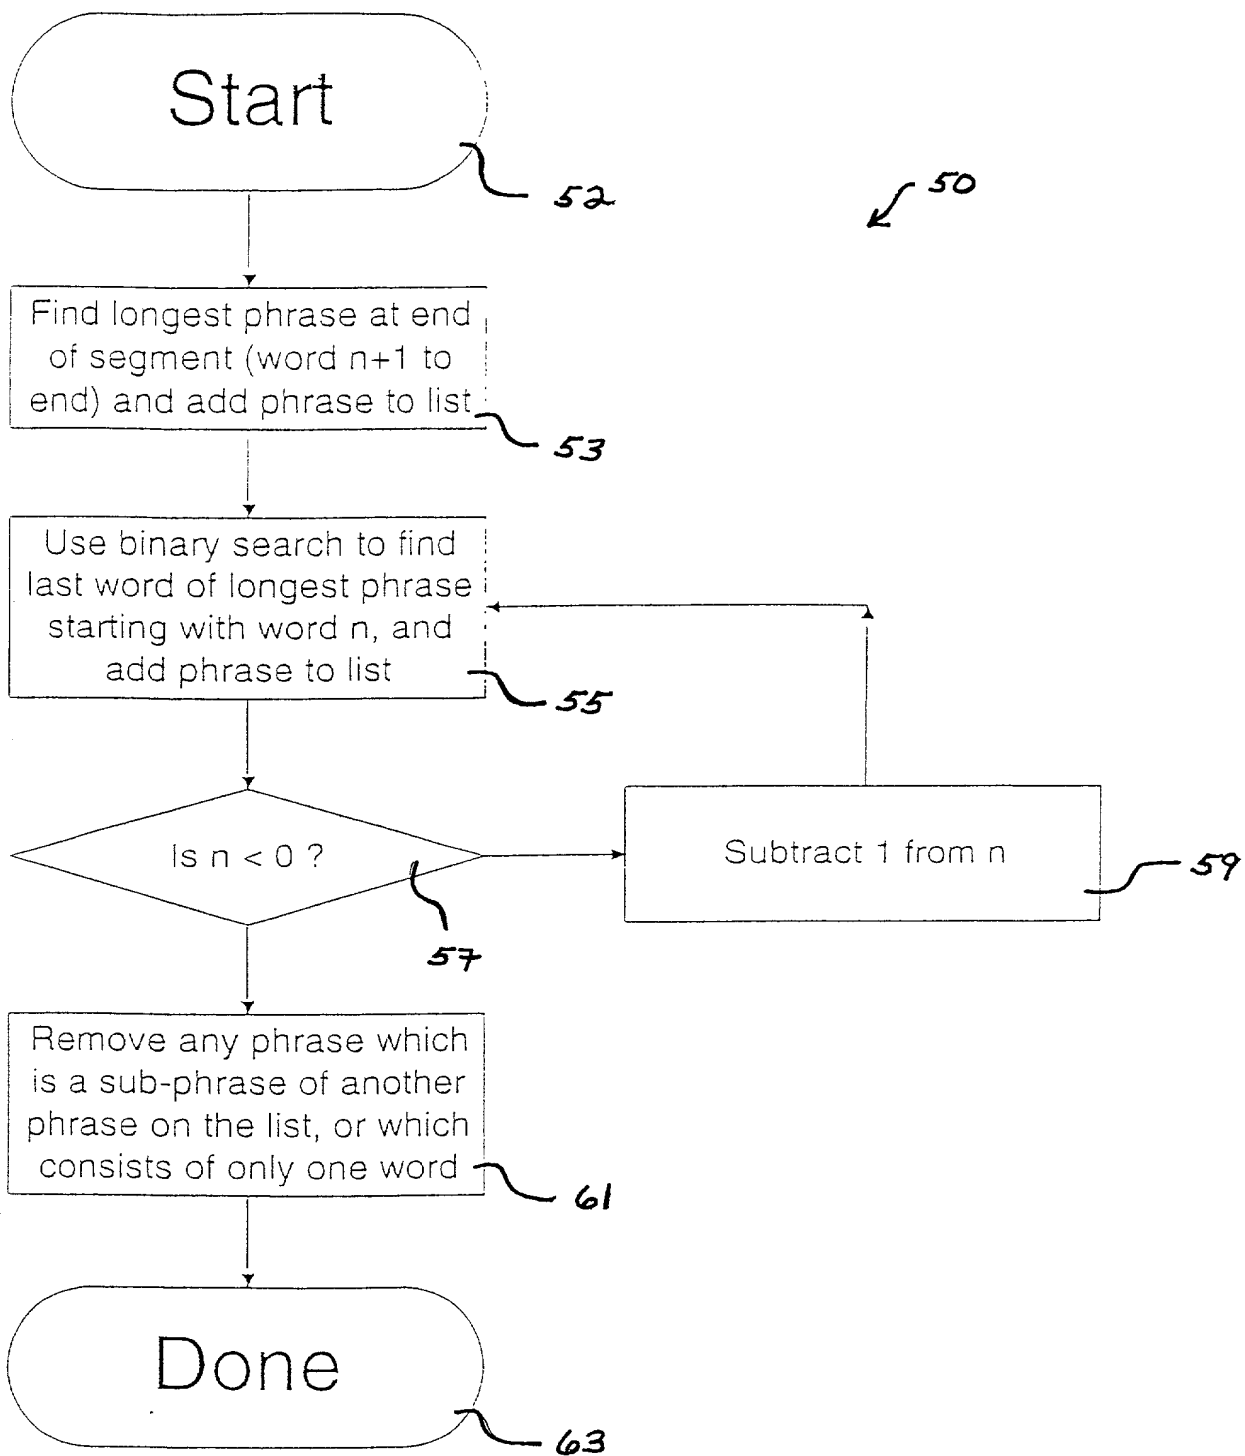 Start
52
50
Find longest phrase at end
of segment (word n+1 to
end) and add phrase to list
53
Use binary search to find
last word of longest phrase
starting with word n, and
add phrase to list
55
Is n < 0 ?
57
Subtract 1 from n
59
Remove any phrase which
is a sub-phrase of another
phrase on the list, or which
consists of only one word
61
Done
63